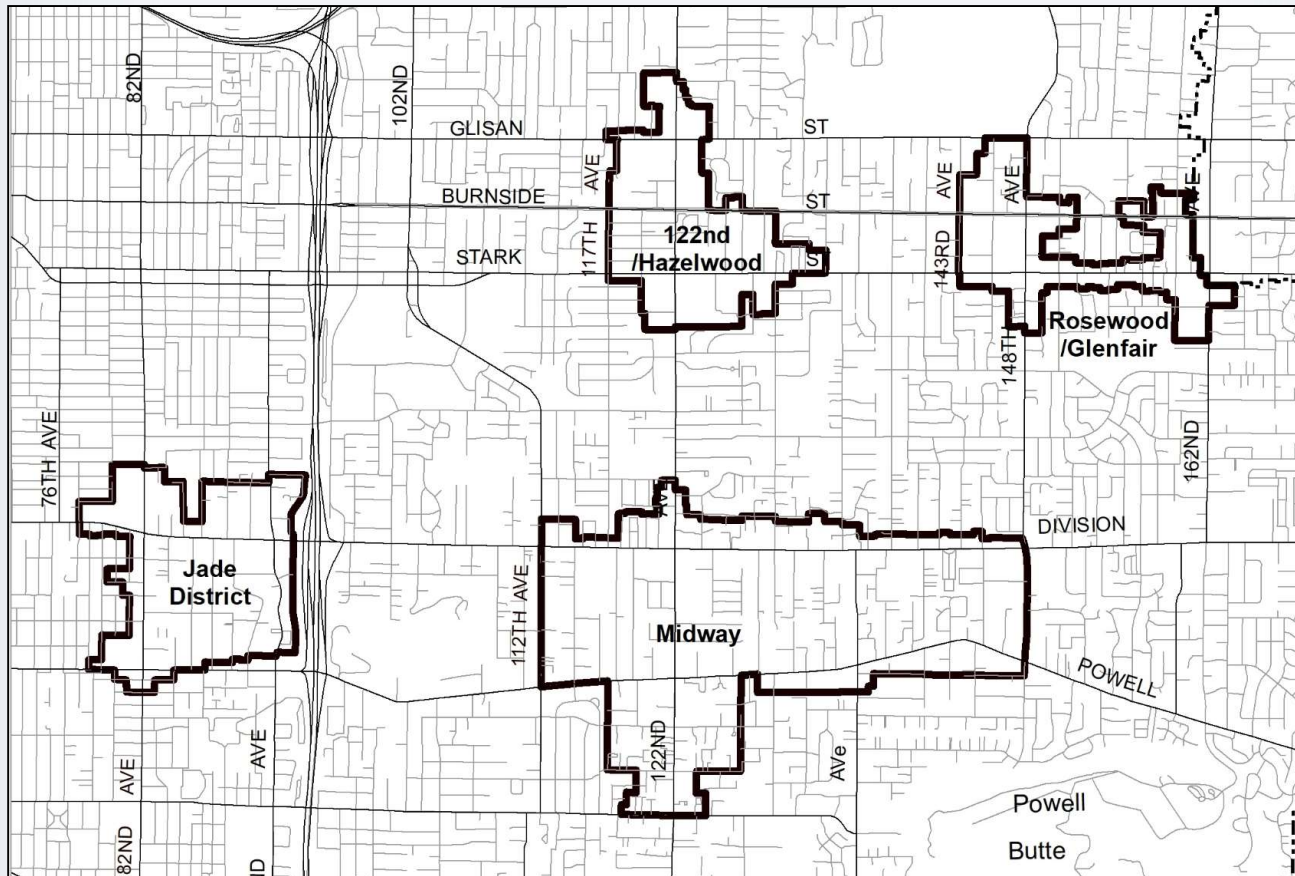 82ND
102ND
GLISAN
ST
AVE
AVE
AVE
AVE
BURNSIDE
ST
117TH
122nd
/Hazelwood
STARK
S
143RD
Rosewood
/Glenfair
148TH
76TH AVE
162ND
AVE
DIVISION
Jade
District
112TH AVE
Midway
POWELL
122ND
AVE
AVE
AVe
Powell
Butte
82ND
ND